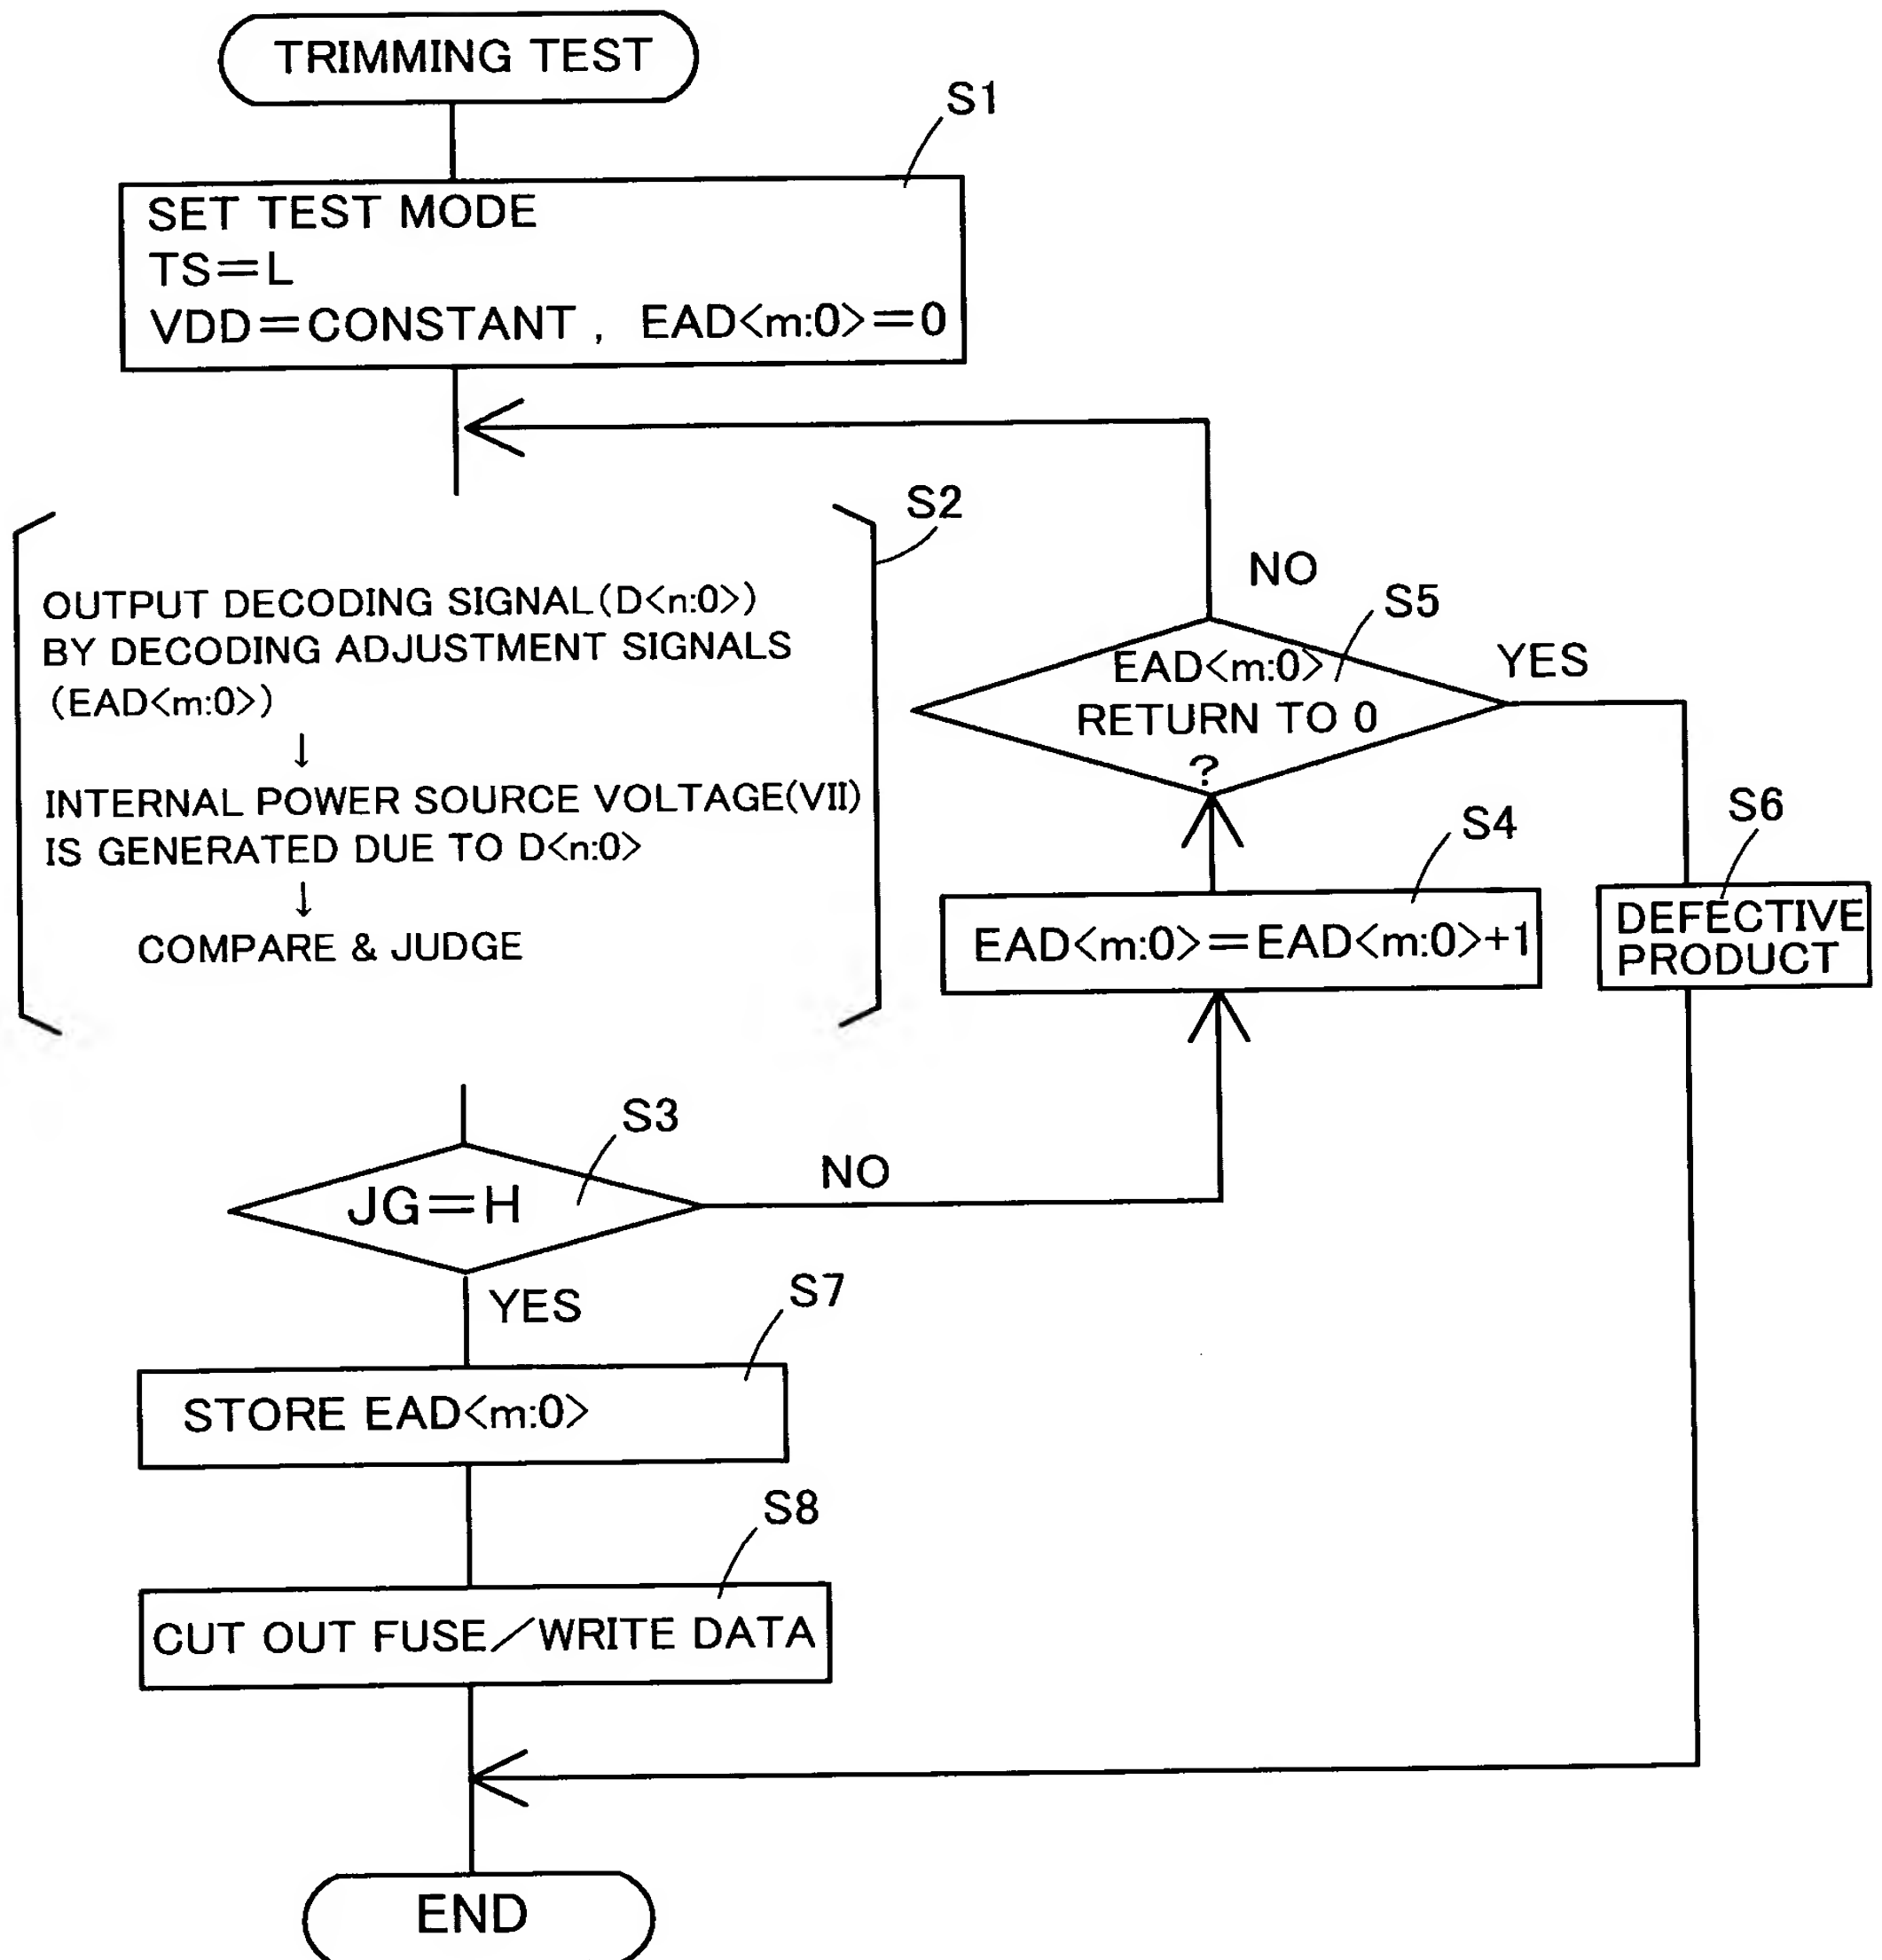 TRIMMING TEST
S1
SET TEST MODE
TS=L
VDD=CONSTANT, EAD<m:0>=0
S2
OUTPUT DECODING SIGNAL(D<n:0>)
BY DECODING ADJUSTMENT SIGNALS
(EAD<m:0>)
↓
INTERNAL POWER SOURCE VOLTAGE(VII)
IS GENERATED DUE TO D<n:0>
↓
COMPARE & JUDGE
NO
S5
EAD<m:0>
RETURN TO 0
?
YES
S4
EAD<m:0>=EAD<m:0>+1
S6
DEFECTIVE
PRODUCT
S3
JG=H
NO
YES
S7
STORE EAD<m:0>
S8
CUT OUT FUSE/WRITE DATA
END